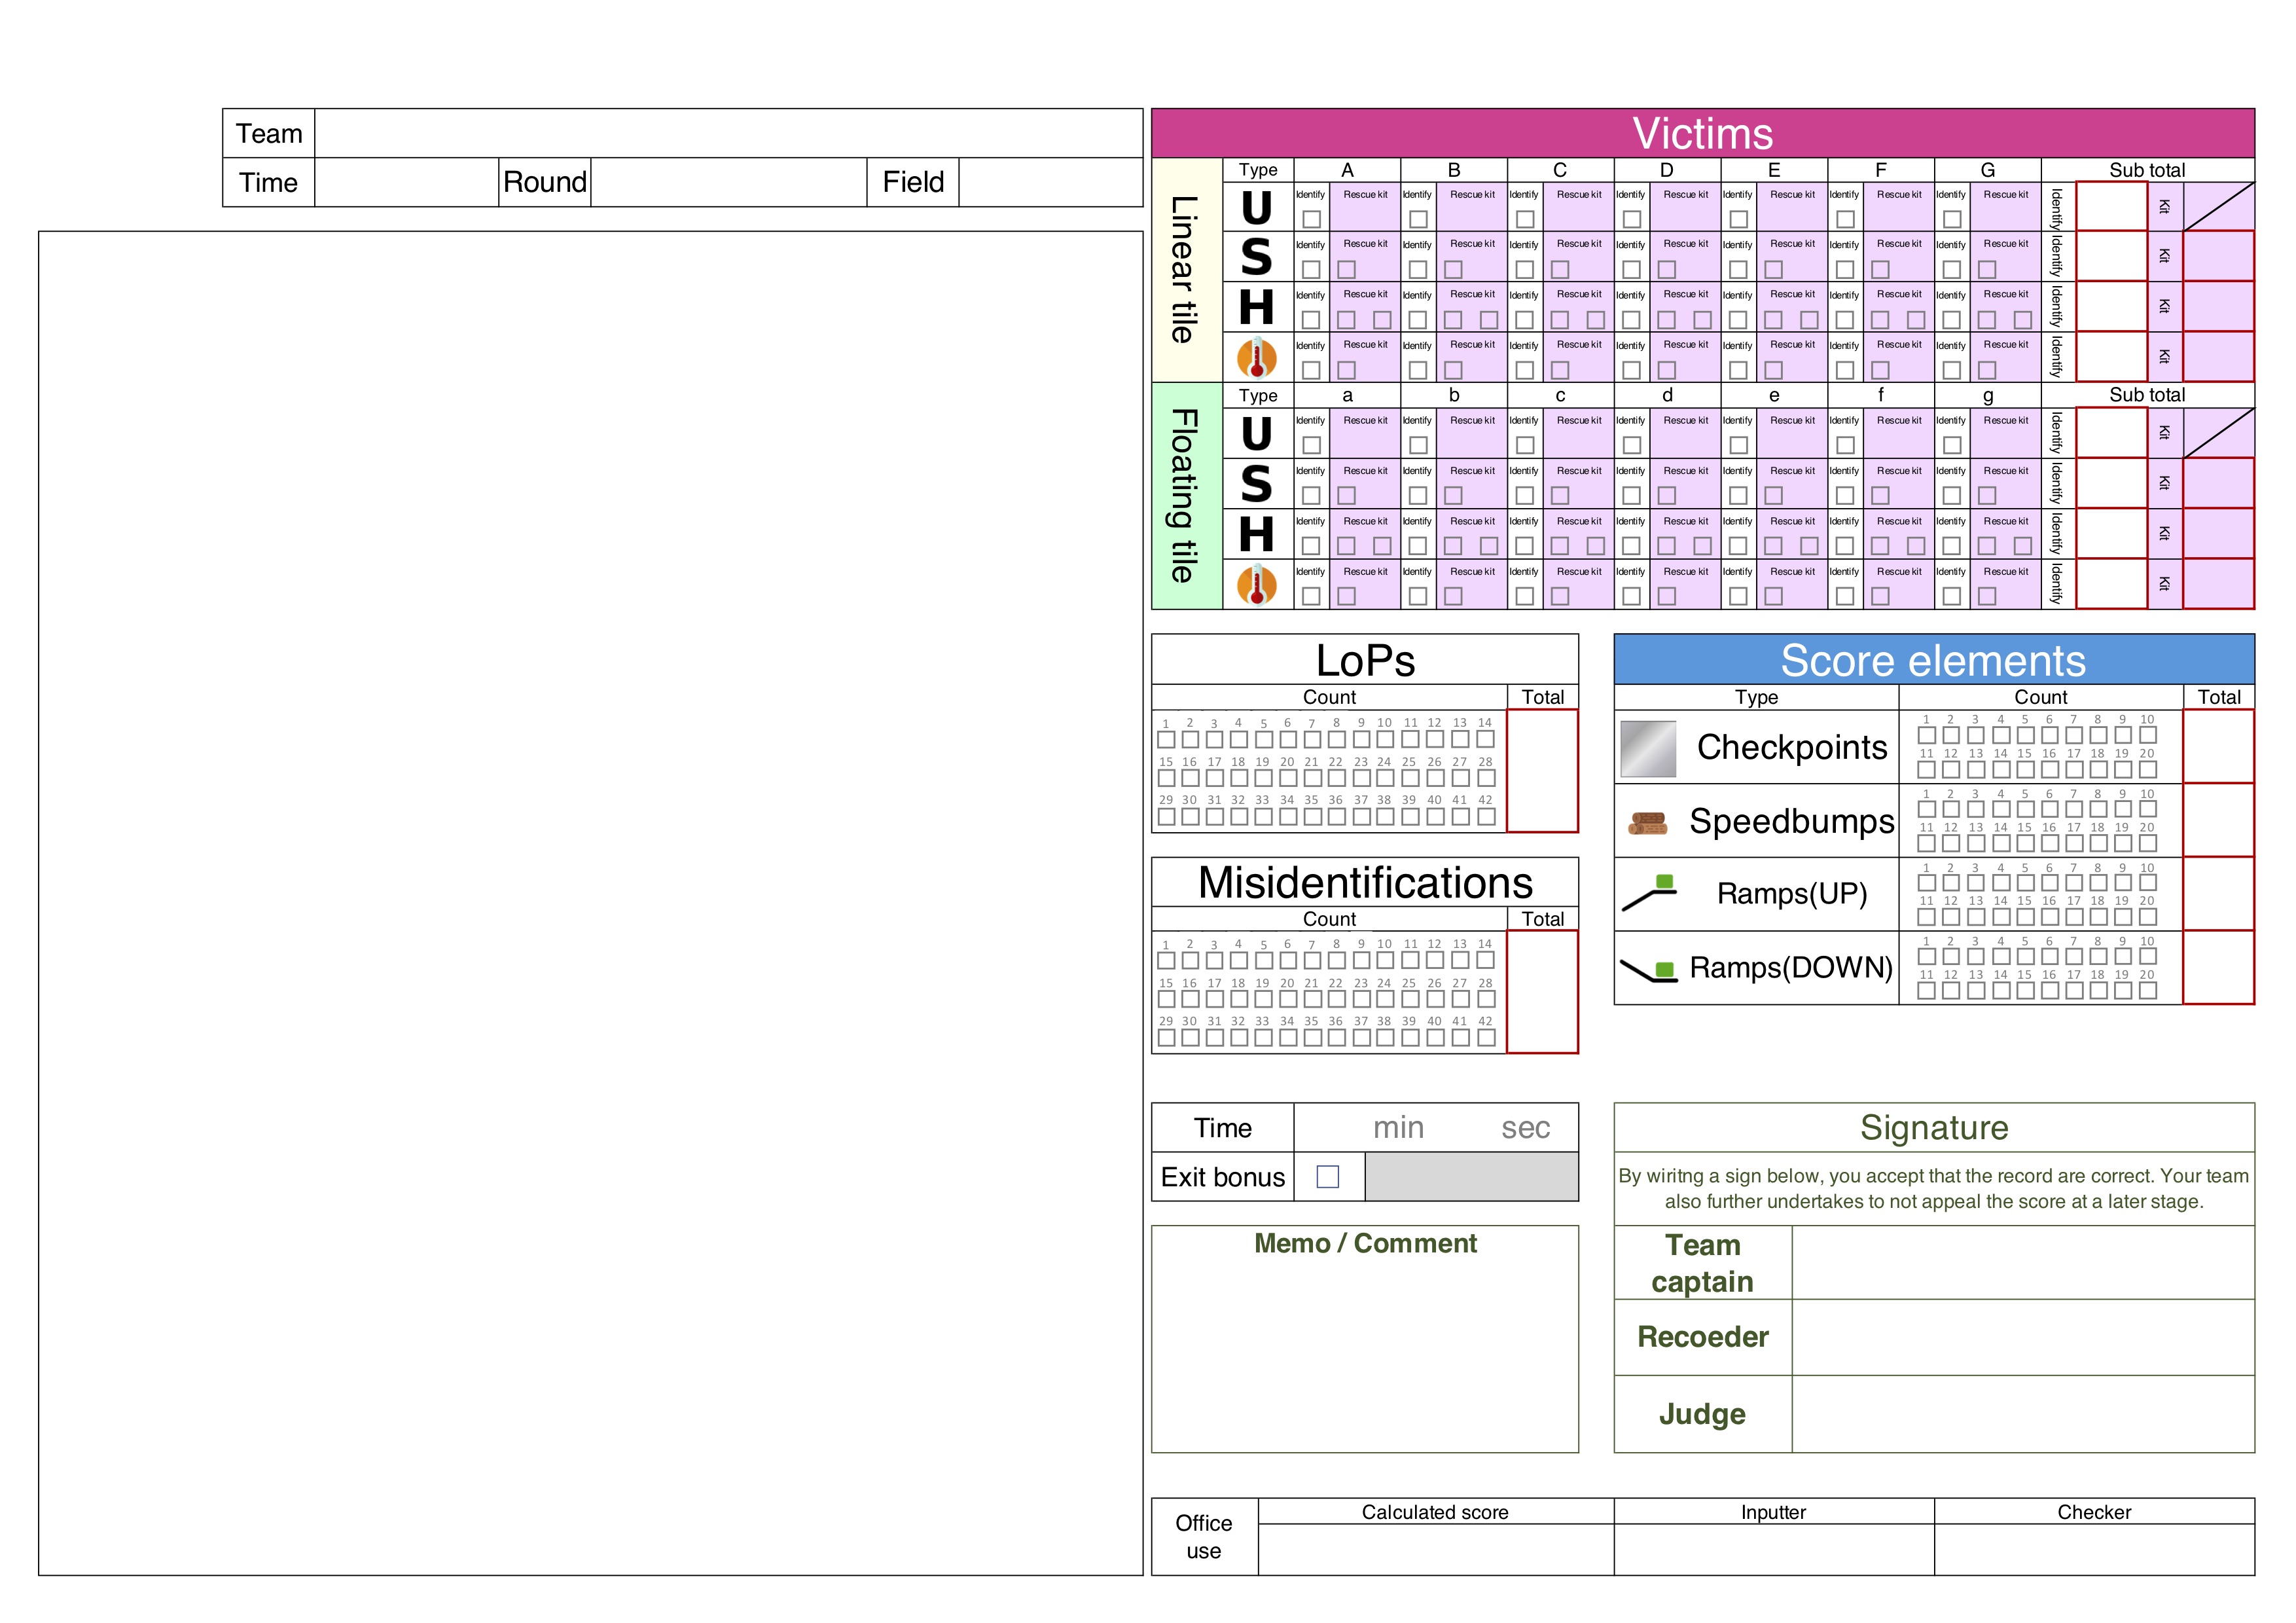 Team
Time Round Field
Victims
Linear tile
Type A B C D E F G Sub total
U Identify Rescue kit Identify Rescue kit Identify Rescue kit Identify Rescue kit Identify Rescue kit Identify Rescue kit Identify Rescue kit Identify Kit
S Identify Rescue kit Identify Rescue kit Identify Rescue kit Identify Rescue kit Identify Rescue kit Identify Rescue kit Identify Rescue kit Identify Kit
H Identify Rescue kit Identify Rescue kit Identify Rescue kit Identify Rescue kit Identify Rescue kit Identify Rescue kit Identify Rescue kit Identify Kit
Identify Rescue kit Identify Rescue kit Identify Rescue kit Identify Rescue kit Identify Rescue kit Identify Rescue kit Identify Rescue kit Identify Kit
Floating tile
Type a b c d e f g Sub total
U Identify Rescue kit Identify Rescue kit Identify Rescue kit Identify Rescue kit Identify Rescue kit Identify Rescue kit Identify Rescue kit Identify Kit
S Identify Rescue kit Identify Rescue kit Identify Rescue kit Identify Rescue kit Identify Rescue kit Identify Rescue kit Identify Rescue kit Identify Kit
H Identify Rescue kit Identify Rescue kit Identify Rescue kit Identify Rescue kit Identify Rescue kit Identify Rescue kit Identify Rescue kit Identify Kit
Identify Rescue kit Identify Rescue kit Identify Rescue kit Identify Rescue kit Identify Rescue kit Identify Rescue kit Identify Rescue kit Identify Kit
LoPs
Count Total
1 2 3 4 5 6 7 8 9 10 11 12 13 14
15 16 17 18 19 20 21 22 23 24 25 26 27 28
29 30 31 32 33 34 35 36 37 38 39 40 41 42
Misidentifications
Count Total
1 2 3 4 5 6 7 8 9 10 11 12 13 14
15 16 17 18 19 20 21 22 23 24 25 26 27 28
29 30 31 32 33 34 35 36 37 38 39 40 41 42
Score elements
Type Count Total
Checkpoints
1 2 3 4 5 6 7 8 9 10
11 12 13 14 15 16 17 18 19 20
Speedbumps
1 2 3 4 5 6 7 8 9 10
11 12 13 14 15 16 17 18 19 20
Ramps(UP)
1 2 3 4 5 6 7 8 9 10
11 12 13 14 15 16 17 18 19 20
Ramps(DOWN)
1 2 3 4 5 6 7 8 9 10
11 12 13 14 15 16 17 18 19 20
Time min sec
Exit bonus
Memo / Comment
Signature
By wiritng a sign below, you accept that the record are correct. Your team
also further undertakes to not appeal the score at a later stage.
Team
captain
Recoeder
Judge
Office
use
Calculated score Inputter Checker